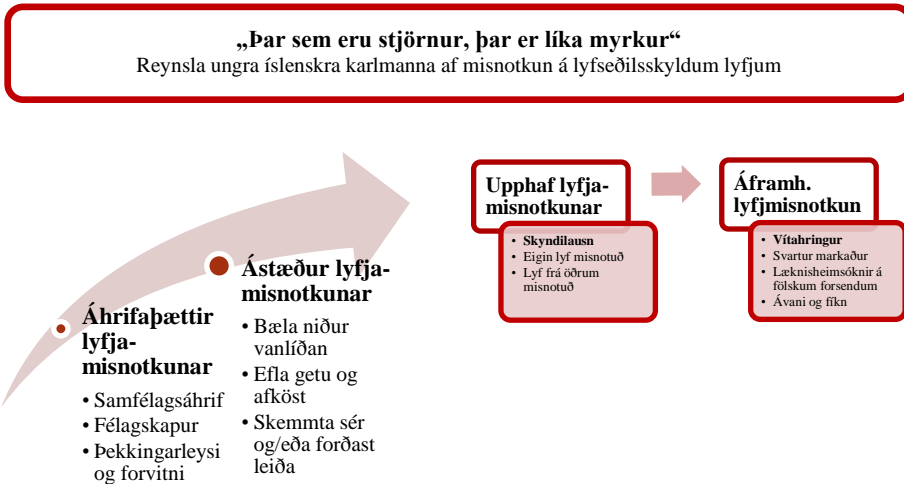 „Þar sem eru stjörnur, þar er líka myrkur“
Reynsla ungra íslenskra karlmanna af misnotkun á lyfseðilsskyldum lyfjum
Áhrifaþættir
lyfja-
misnotkunar
• Samfélagsáhrif
• Félagskapur
• Þekkingarleysi
og forvitni
Ástæður lyfja-
misnotkunar
• Bæla niður
vanlíðan
• Efla getu og
afköst
• Skemmta sér
og/eða forðast
leiða
Upphaf lyfja-
misnotkunar
• Skyndilausn
• Eigin lyf misnotuð
• Lyf frá öðrum
misnotuð
Áframh.
lyfjmisnotkun
• Vítahringur
• Svartur markaður
• Læknisheimsóknir á
fölskum forsendum
• Ávani og fíkn